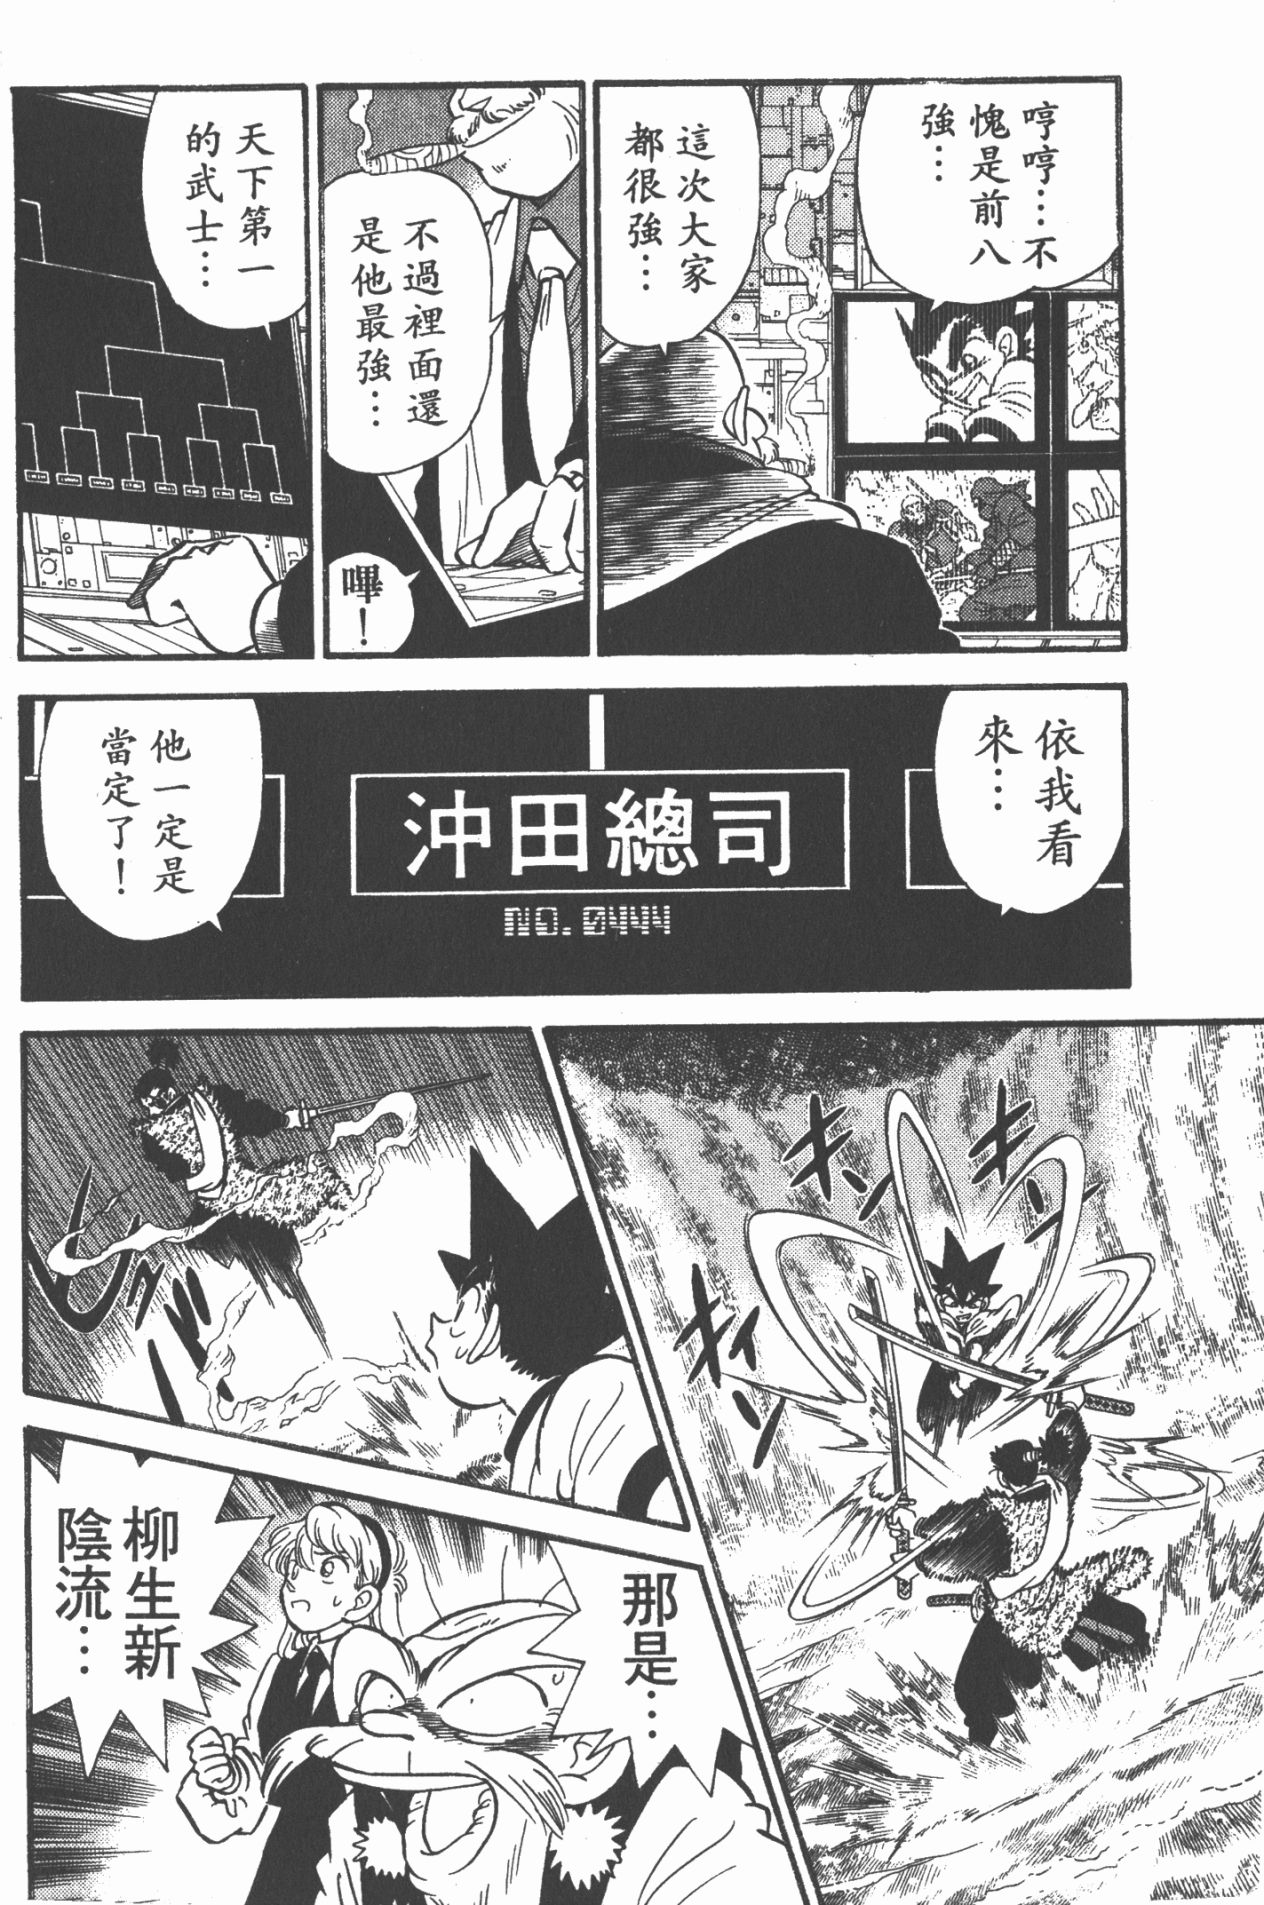 哼哼…不
愧是前八
強…
這次大家
都很強…
不過裡面還
是他最強…
嗶！
天下第一
的武士…
依我看
來…
沖田總司
NO.0444
他一定是
當定了！
キン
キン
キン
那是…
柳生新
陰流…